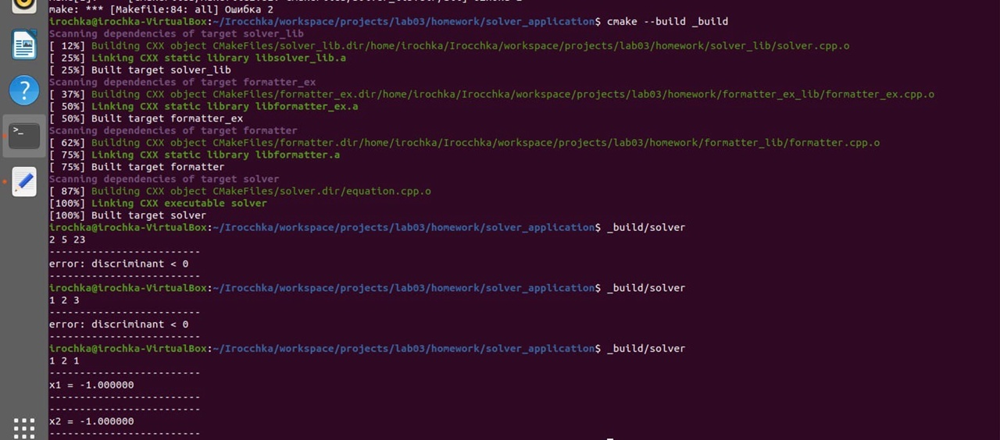 make: *** [Makefile:84: all] Ошибка 2
irochka@irochka-VirtualBox:~/Irocchka/workspace/projects/lab03/homework/solver_application$ cmake --build _build
Scanning dependencies of target solver_lib
[ 12%] Building CXX object CMakeFiles/solver_lib.dir/home/irochka/Irocchka/workspace/projects/lab03/homework/solver_lib/solver.cpp.o
[ 25%] Linking CXX static library libsolver_lib.a
[ 25%] Built target solver_lib
Scanning dependencies of target formatter_ex
[ 37%] Building CXX object CMakeFiles/formatter_ex.dir/home/irochka/Irocchka/workspace/projects/lab03/homework/formatter_ex_lib/formatter_ex.cpp.o
[ 50%] Linking CXX static library libformatter_ex.a
[ 50%] Built target formatter_ex
Scanning dependencies of target formatter
[ 62%] Building CXX object CMakeFiles/formatter.dir/home/irochka/Irocchka/workspace/projects/lab03/homework/formatter_lib/formatter.cpp.o
[ 75%] Linking CXX static library libformatter.a
[ 75%] Built target formatter
Scanning dependencies of target solver
[ 87%] Building CXX object CMakeFiles/solver.dir/equation.cpp.o
[100%] Linking CXX executable solver
[100%] Built target solver
irochka@irochka-VirtualBox:~/Irocchka/workspace/projects/lab03/homework/solver_application$ _build/solver
2 5 23
-------------------------
error: discriminant < 0
-------------------------
irochka@irochka-VirtualBox:~/Irocchka/workspace/projects/lab03/homework/solver_application$ _build/solver
1 2 3
-------------------------
error: discriminant < 0
-------------------------
irochka@irochka-VirtualBox:~/Irocchka/workspace/projects/lab03/homework/solver_application$ _build/solver
1 2 1
-------------------------
x1 = -1.000000
-------------------------
-------------------------
x2 = -1.000000
-------------------------